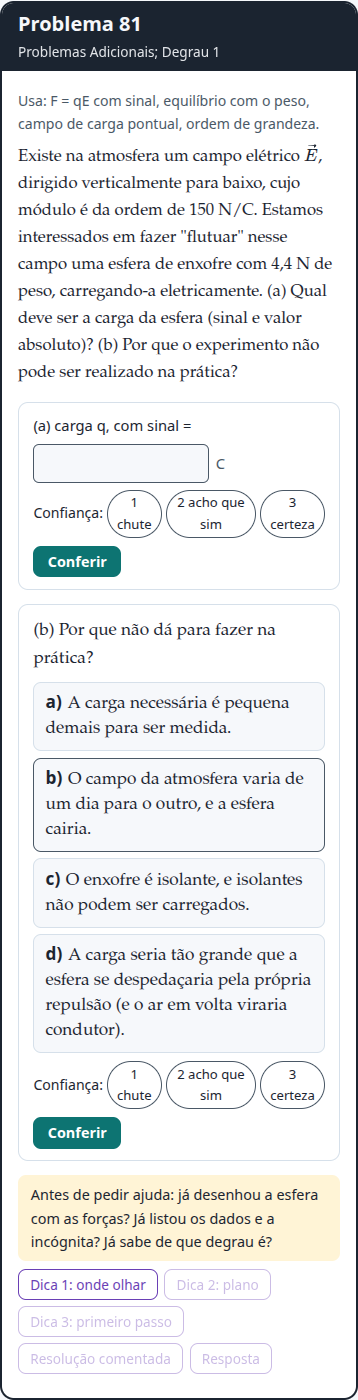 Problema 81
Problemas Adicionais; Degrau 1
Usa: F = qE com sinal, equilíbrio com o peso,
campo de carga pontual, ordem de grandeza.
Existe na atmosfera um campo elétrico E⃗,
dirigido verticalmente para baixo, cujo
módulo é da ordem de 150 N/C. Estamos
interessados em fazer "flutuar" nesse
campo uma esfera de enxofre com 4,4 N de
peso, carregando-a eletricamente. (a) Qual
deve ser a carga da esfera (sinal e valor
absoluto)? (b) Por que o experimento não
pode ser realizado na prática?
(a) carga q, com sinal =
C
Confiança: 1 chute 2 acho que sim 3 certeza
Conferir
(b) Por que não dá para fazer na
prática?
a) A carga necessária é pequena
demais para ser medida.
b) O campo da atmosfera varia de
um dia para o outro, e a esfera
cairia.
c) O enxofre é isolante, e isolantes
não podem ser carregados.
d) A carga seria tão grande que a
esfera se despedaçaria pela própria
repulsão (e o ar em volta viraria
condutor).
Confiança: 1 chute 2 acho que sim 3 certeza
Conferir
Antes de pedir ajuda: já desenhou a esfera
com as forças? Já listou os dados e a
incógnita? Já sabe de que degrau é?
Dica 1: onde olhar Dica 2: plano
Dica 3: primeiro passo
Resolução comentada Resposta